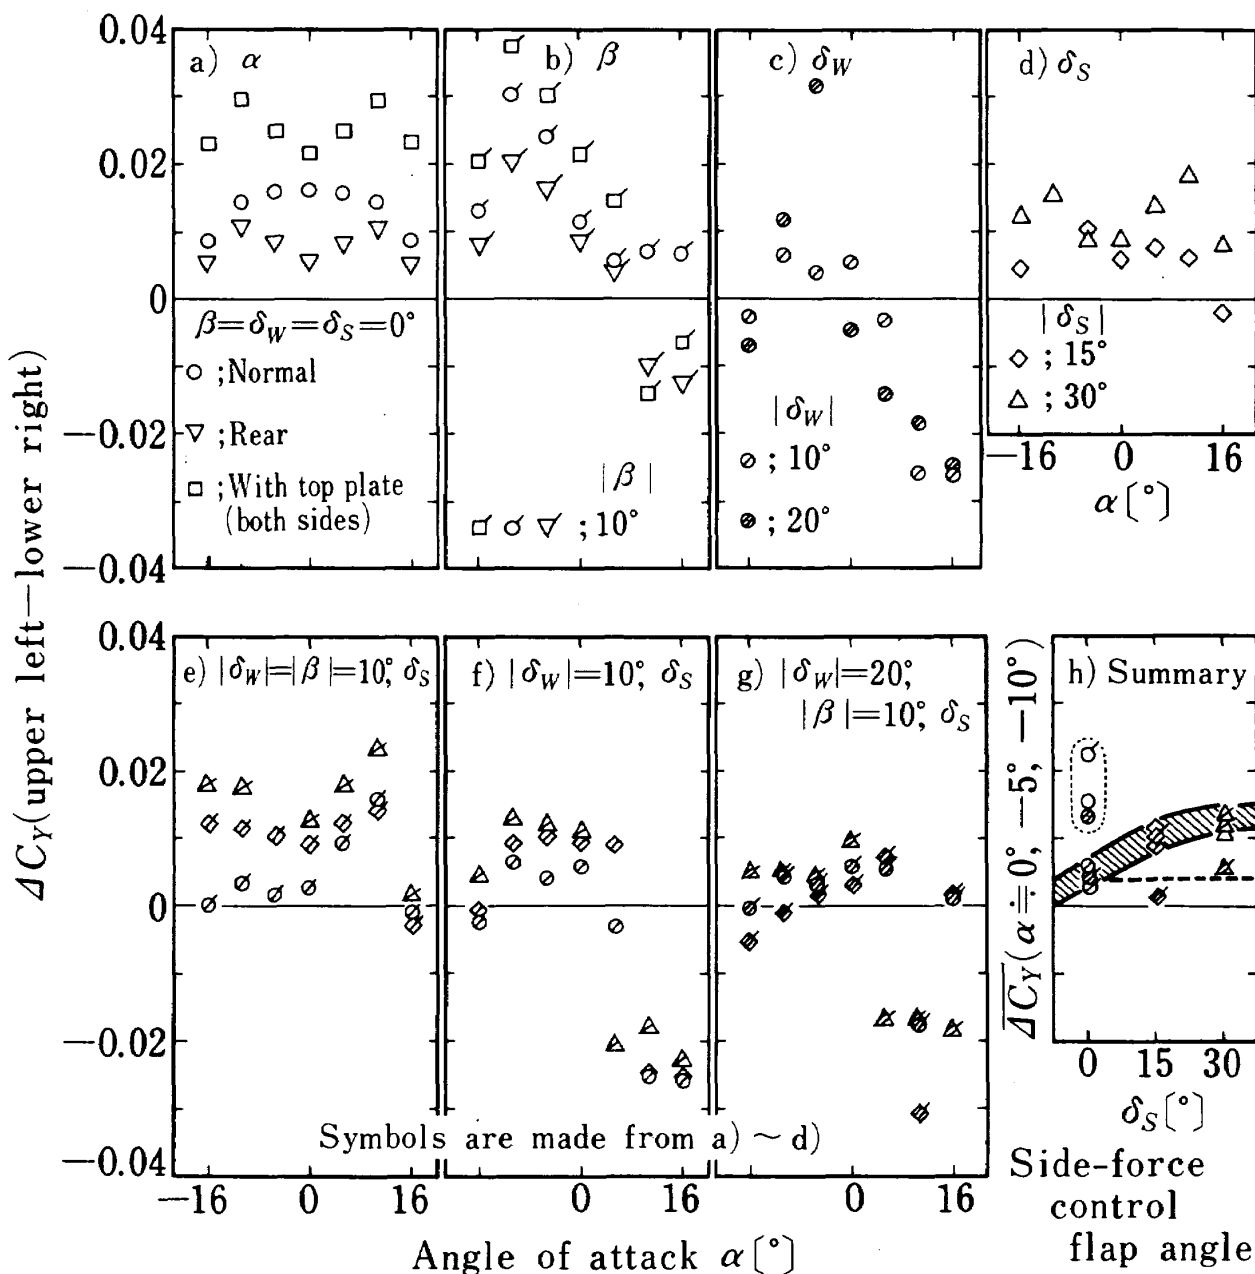 0.04
0.02
0
−0.02
−0.04
a) α
b) β
c) δW
d) δS
β=δW=δS=0°
○ ;Normal
▽ ;Rear
□ ;With top plate
(both sides)
|β|
; 10°
|δW|
; 10°
; 20°
|δS|
◇ ; 15°
△ ; 30°
−16 0 16
α[°]
ΔCY(upper left—lower right)
0.04
0.02
0
−0.02
−0.04
e) |δW|=|β|=10°, δS
f) |δW|=10°, δS
g) |δW|=20°,
|β|=10°, δS
h) Summary
ΔCY(α≒0°, −5°, −10°)
0 15 30
δS[°]
Side-force
control
flap angle
Symbols are made from a) ~ d)
−16 0 16 0 16 0 16
Angle of attack α[°]